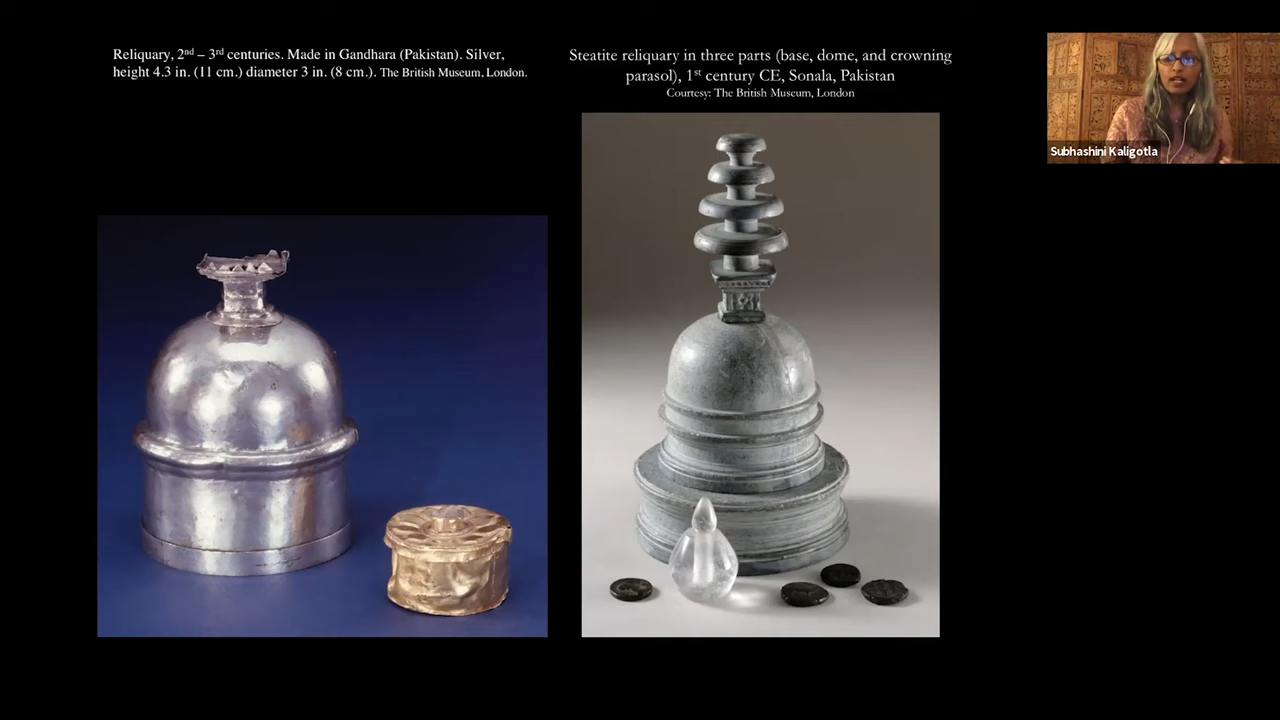 Reliquary, 2nd – 3rd centuries. Made in Gandhara (Pakistan). Silver,
height 4.3 in. (11 cm.) diameter 3 in. (8 cm.). The British Museum, London.
Steatite reliquary in three parts (base, dome, and crowning
parasol), 1st century CE, Sonala, Pakistan
Courtesy: The British Museum, London
Subhashini Kaligotla